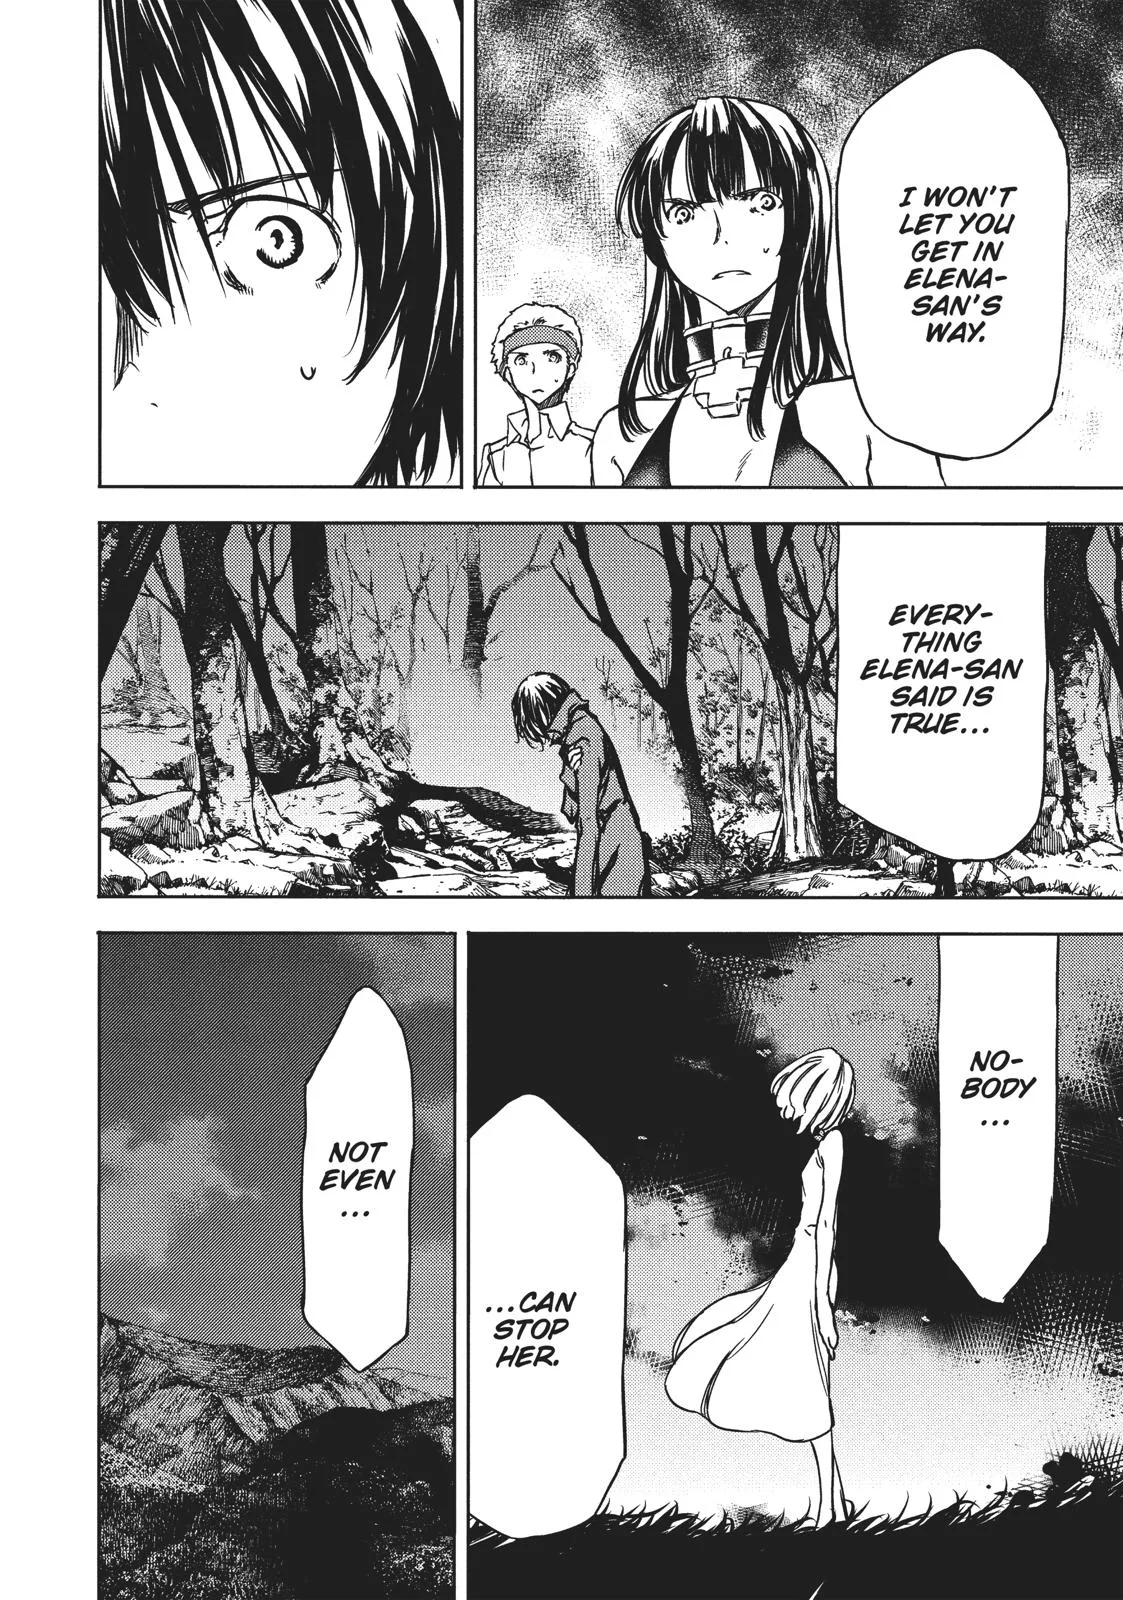 I WON'T
LET YOU
GET IN
ELENA-
SAN'S
WAY.
EVERY-
THING
ELENA-SAN
SAID IS
TRUE...
NO-
BODY
...
...CAN
STOP
HER.
NOT
EVEN
...